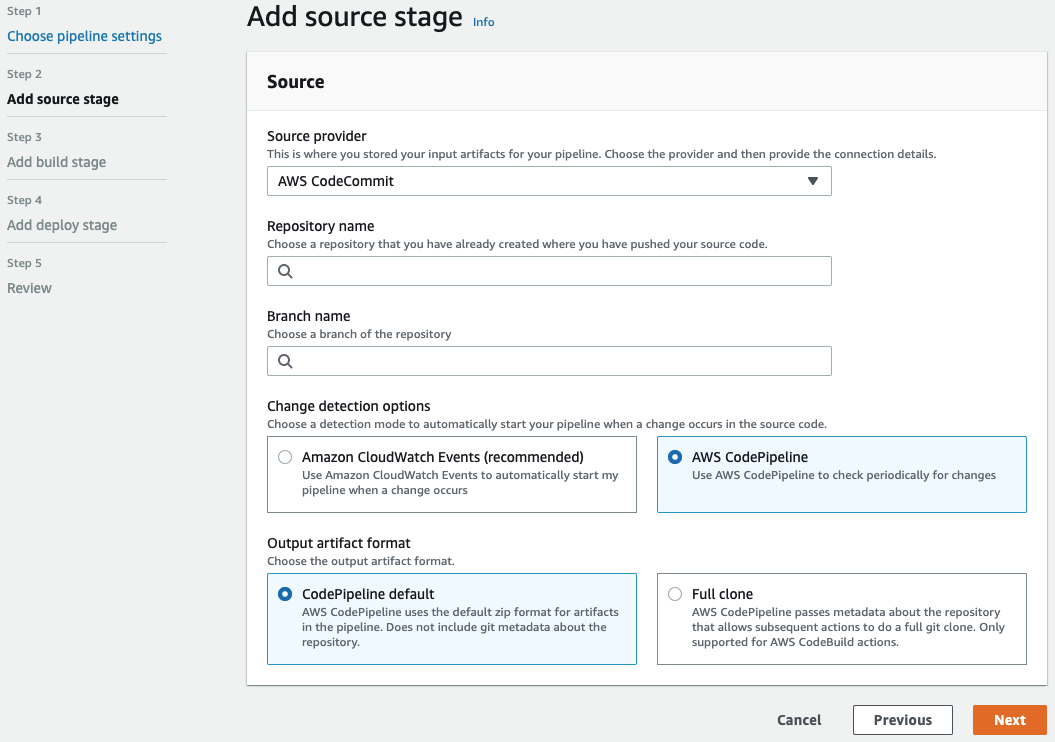 Step 1
Choose pipeline settings
Step 2
Add source stage
Step 3
Add build stage
Step 4
Add deploy stage
Step 5
Review
Add source stage Info
Source
Source provider
This is where you stored your input artifacts for your pipeline. Choose the provider and then provide the connection details.
AWS CodeCommit
Repository name
Choose a repository that you have already created where you have pushed your source code.
Branch name
Choose a branch of the repository
Change detection options
Choose a detection mode to automatically start your pipeline when a change occurs in the source code.
Amazon CloudWatch Events (recommended)
Use Amazon CloudWatch Events to automatically start my
pipeline when a change occurs
AWS CodePipeline
Use AWS CodePipeline to check periodically for changes
Output artifact format
Choose the output artifact format.
CodePipeline default
AWS CodePipeline uses the default zip format for artifacts
in the pipeline. Does not include git metadata about the
repository.
Full clone
AWS CodePipeline passes metadata about the repository
that allows subsequent actions to do a full git clone. Only
supported for AWS CodeBuild actions.
Cancel
Previous
Next